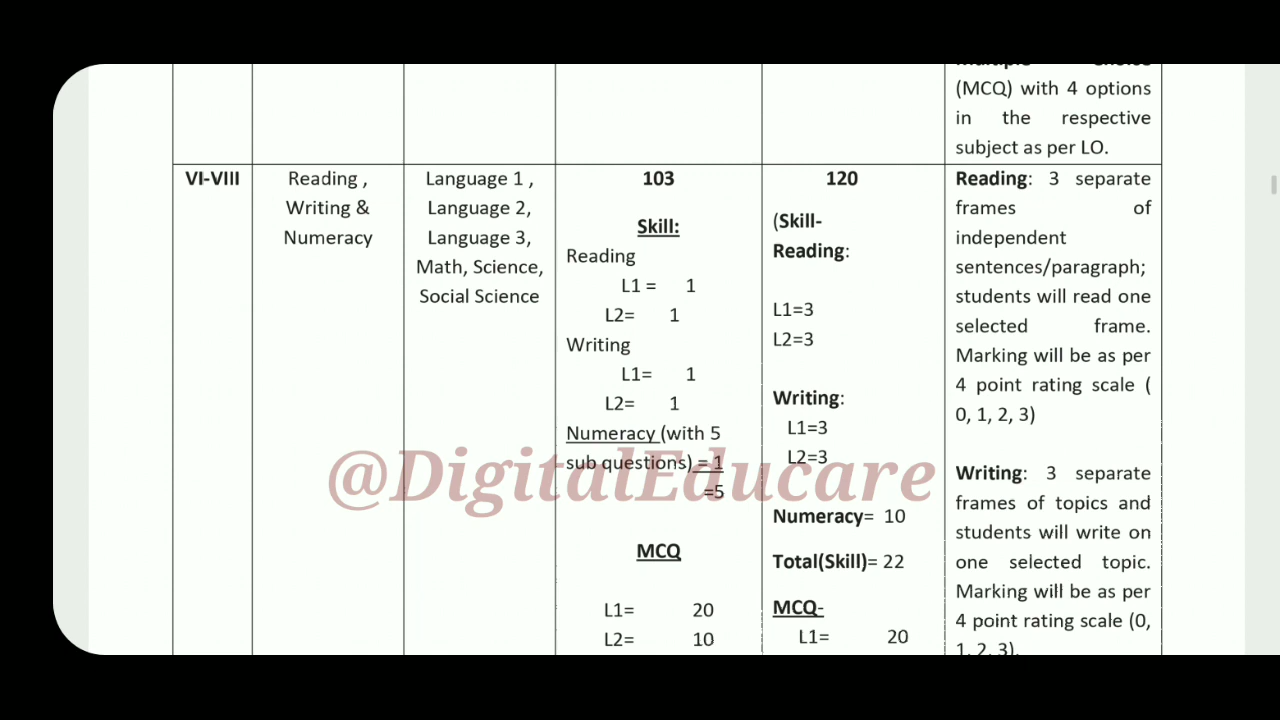 Multiple Choice
(MCQ) with 4 options
in the respective
subject as per LO.
VI-VIII
Reading ,
Writing &
Numeracy
Language 1 ,
Language 2,
Language 3,
Math, Science,
Social Science
103
Skill:
Reading
L1 = 1
L2= 1
Writing
L1= 1
L2= 1
Numeracy (with 5
sub questions) = 1
=5
MCQ
L1= 20
L2= 10
120
(Skill-
Reading:
L1=3
L2=3
Writing:
L1=3
L2=3
Numeracy= 10
Total(Skill)= 22
MCQ-
L1= 20
Reading: 3 separate
frames of
independent
sentences/paragraph;
students will read one
selected frame.
Marking will be as per
4 point rating scale (
0, 1, 2, 3)
Writing: 3 separate
frames of topics and
students will write on
one selected topic.
Marking will be as per
4 point rating scale (0,
1, 2, 3).
@DigitalEducare